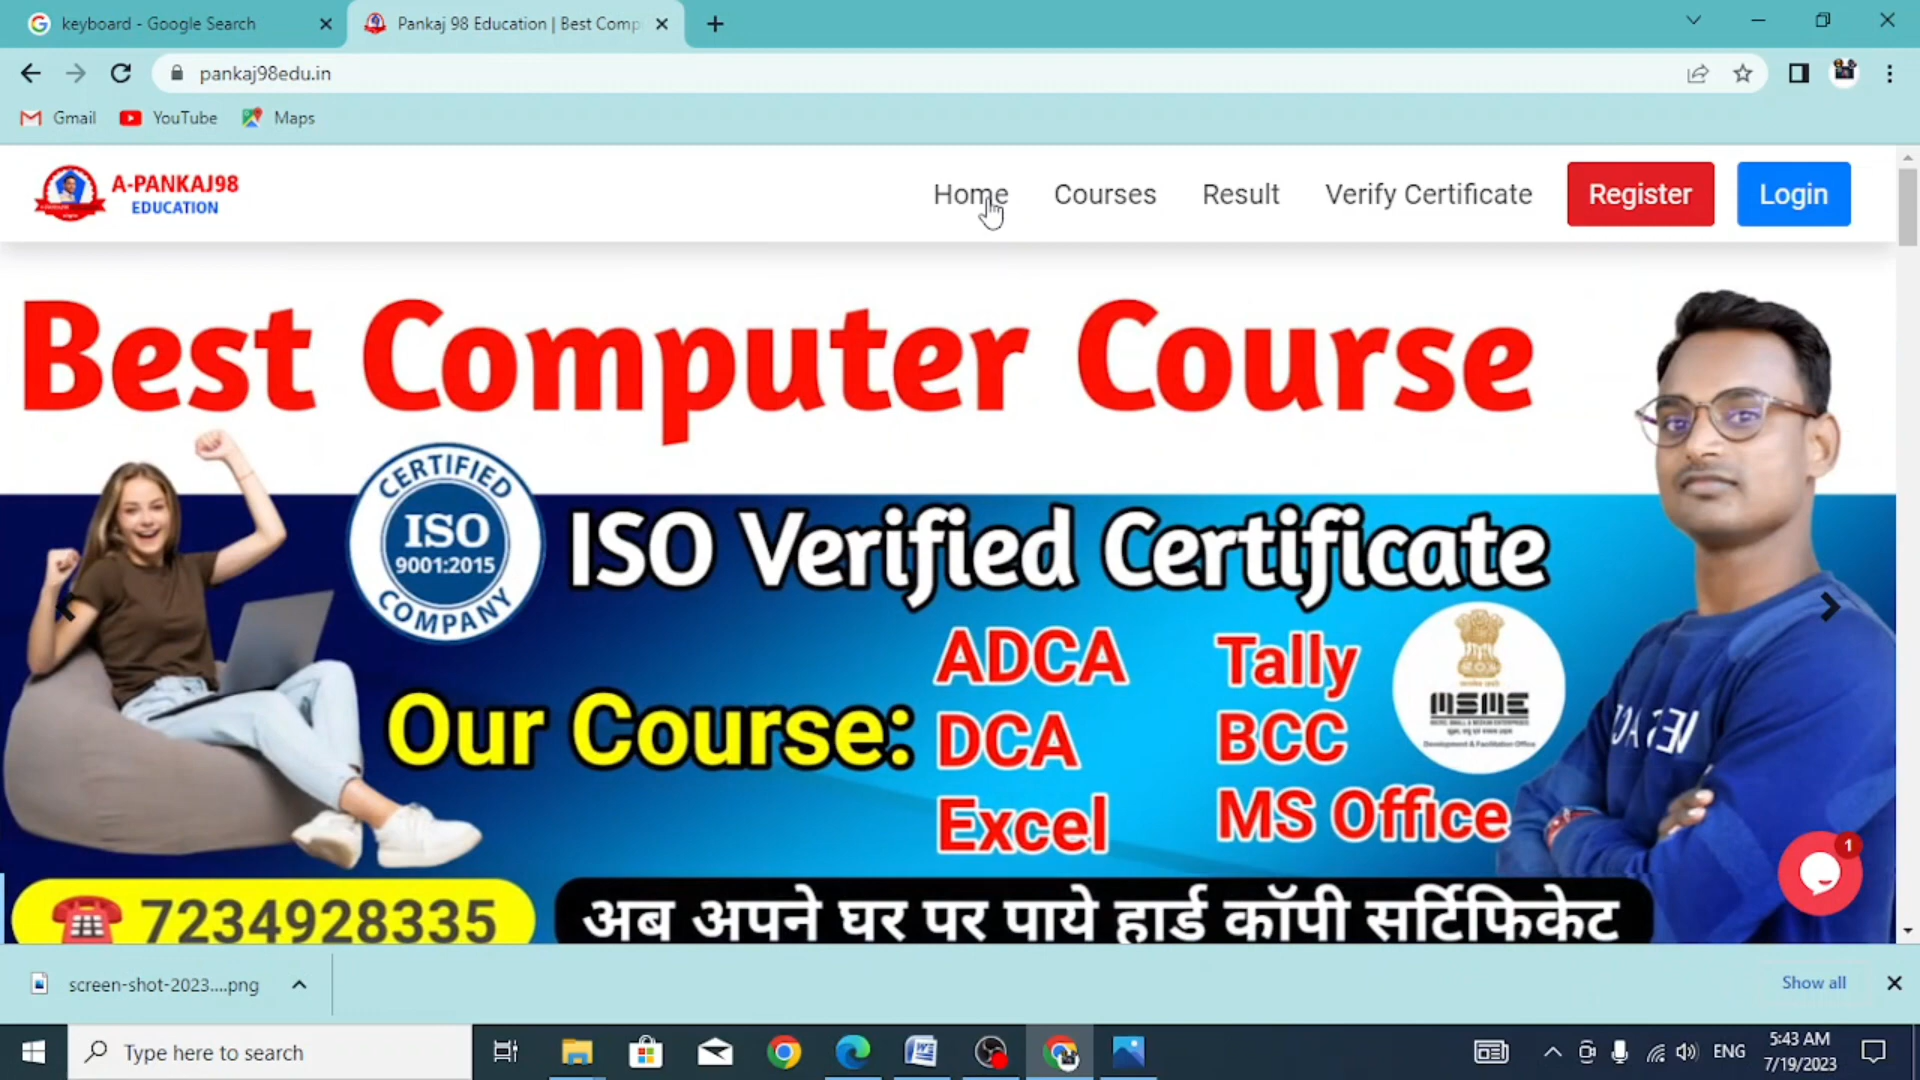 keyboard - Google Search
Pankaj 98 Education | Best Comp
pankaj98edu.in
Gmail
YouTube
Maps
A-PANKAJ98
EDUCATION
Home
Courses
Result
Verify Certificate
Register
Login
Best Computer Course
CERTIFIED
ISO
9001:2015
COMPANY
ISO Verified Certificate
Our Course:
ADCA
DCA
Excel
Tally
BCC
MS Office
MSME
7234928335
अब अपने घर पर पाये हार्ड कॉपी सर्टिफिकेट
1
screen-shot-2023....png
Show all
Type here to search
ENG
5:43 AM
7/19/2023